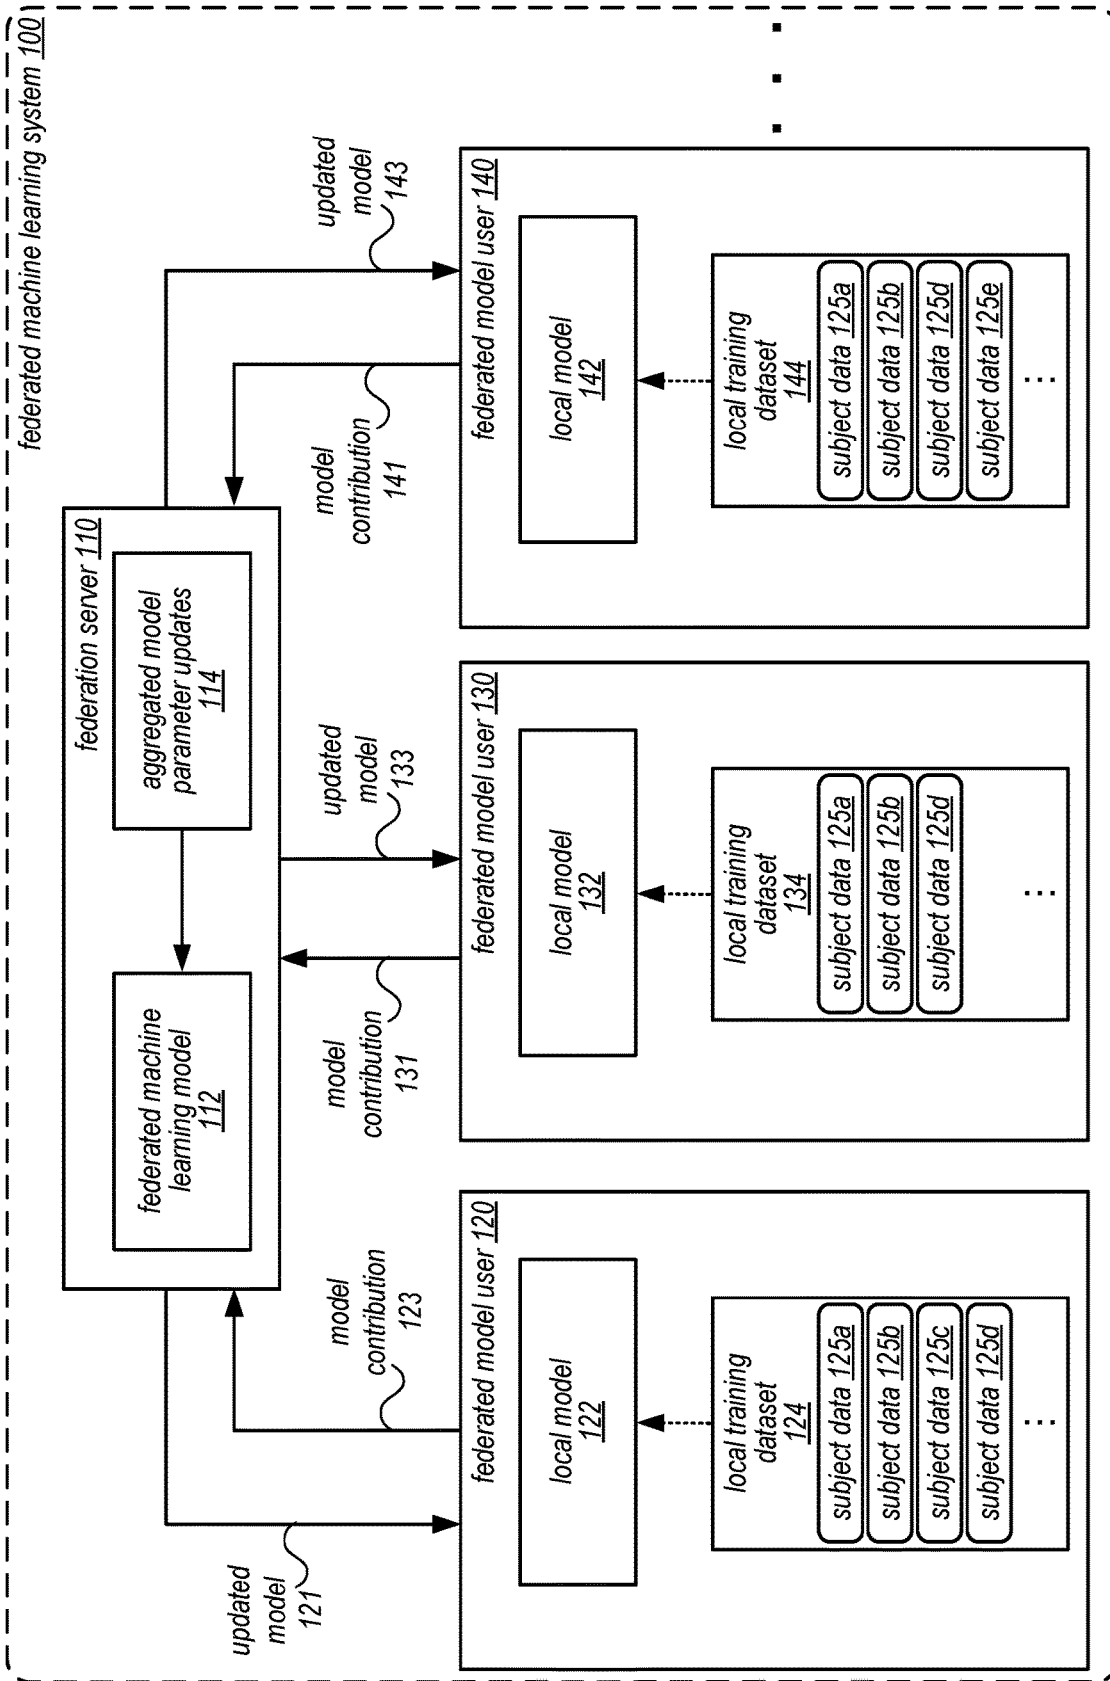 federated machine learning system 100
federation server 110
federated machine
learning model
112
aggregated model
parameter updates
114
updated
model
121
model
contribution
123
model
contribution
131
updated
model
133
model
contribution
141
updated
model
143
federated model user 120
local model
122
local training
dataset
124
subject data 125a
subject data 125b
subject data 125c
subject data 125d
...
federated model user 130
local model
132
local training
dataset
134
subject data 125a
subject data 125b
subject data 125d
...
federated model user 140
local model
142
local training
dataset
144
subject data 125a
subject data 125b
subject data 125d
subject data 125e
...
. . .